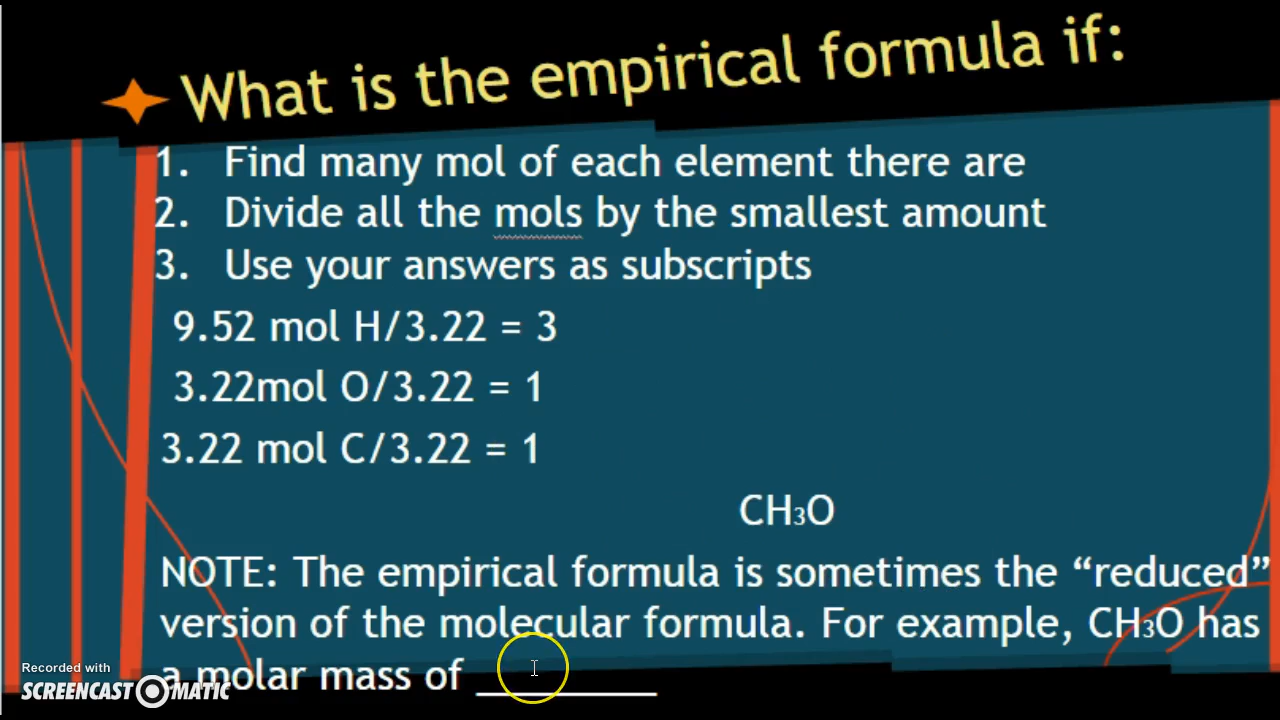 What is the empirical formula if:
1. Find many mol of each element there are
2. Divide all the mols by the smallest amount
3. Use your answers as subscripts
9.52 mol H/3.22 = 3
3.22mol O/3.22 = 1
3.22 mol C/3.22 = 1
CH₃O
NOTE: The empirical formula is sometimes the “reduced”
version of the molecular formula. For example, CH₃O has
a molar mass of _________
Recorded with
SCREENCAST-O-MATIC